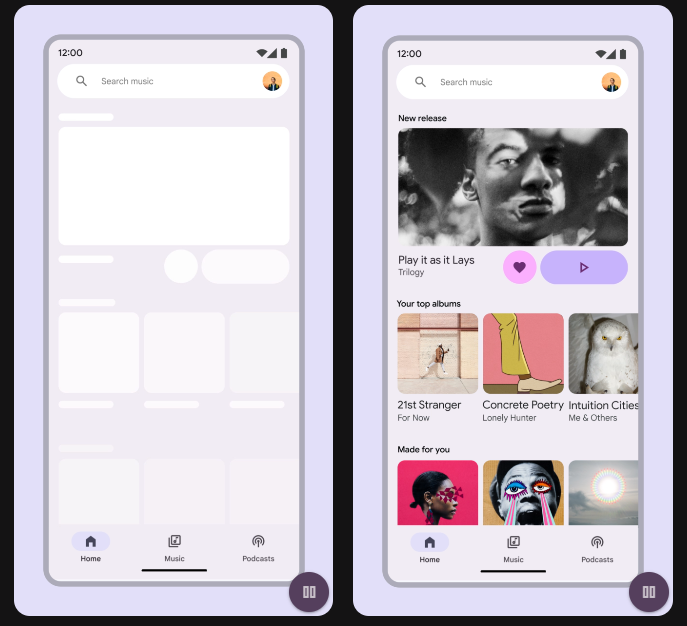 12:00
Search music
Home
Music
Podcasts
12:00
Search music
New release
Play it as it Lays
Trilogy
Your top albums
21st Stranger
For Now
Concrete Poetry
Lonely Hunter
Intuition Cities
Me & Others
Made for you
Home
Music
Podcasts